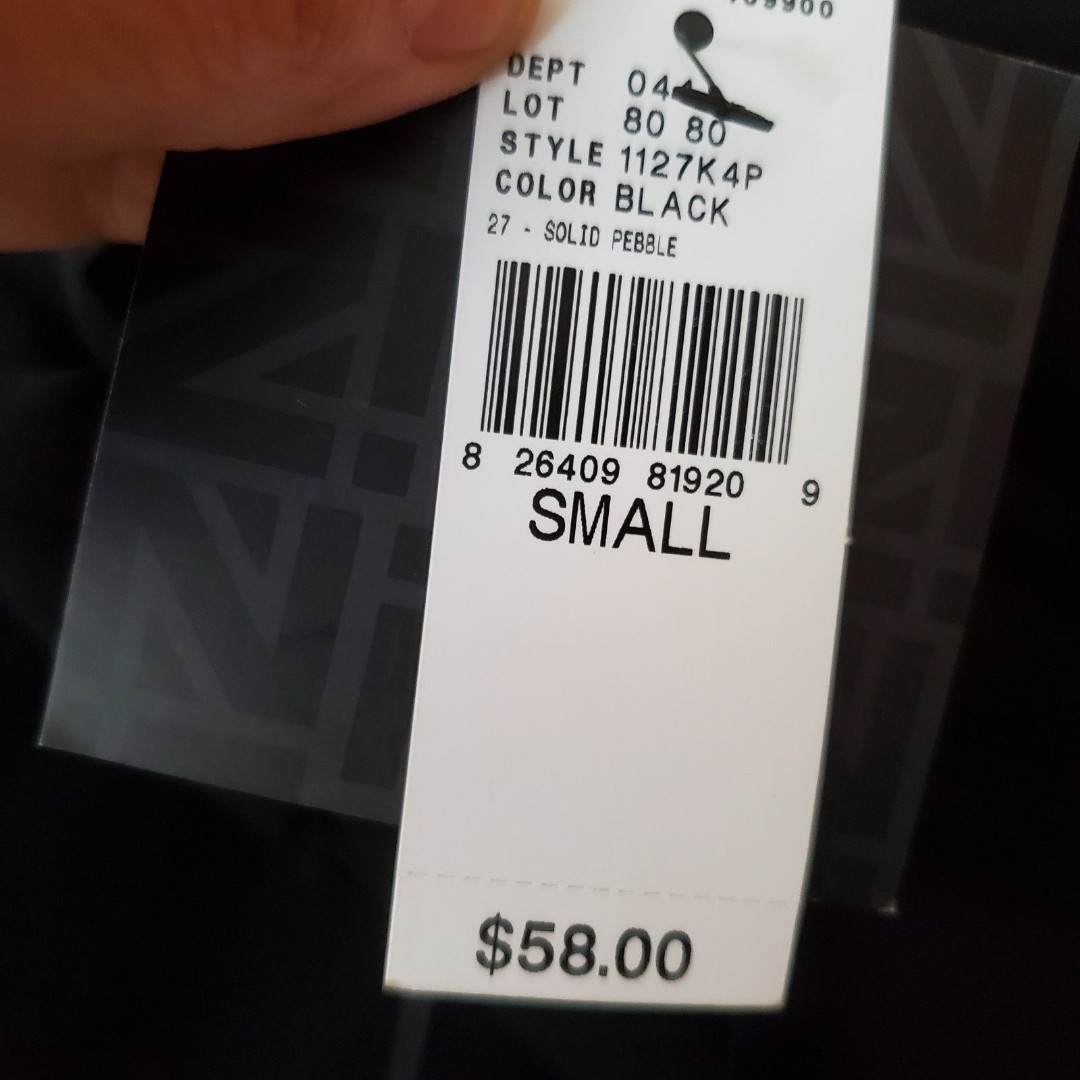 DEPT 04
LOT 80 80
STYLE 1127K4P
COLOR BLACK
27 - SOLID PEBBLE
8 26409 81920 9
SMALL
$58.00